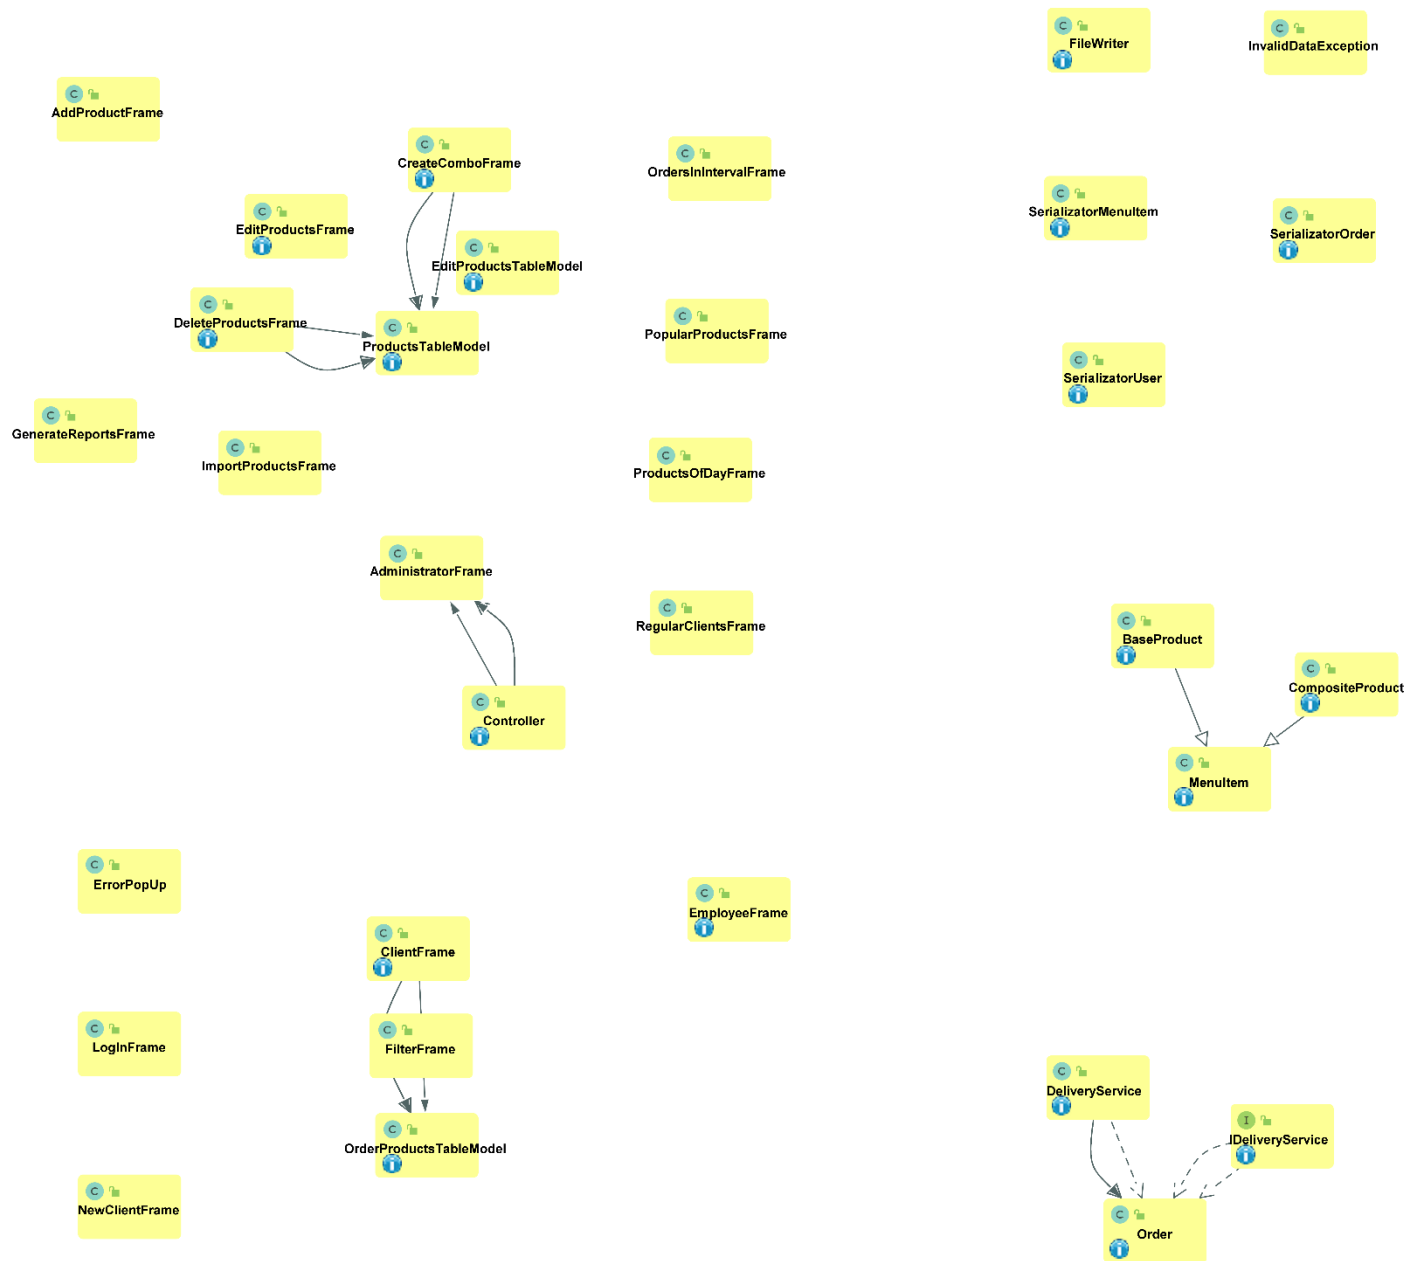 FileWriter
InvalidDataException
AddProductFrame
CreateComboFrame
OrdersInIntervalFrame
SerializatorMenuItem
EditProductsFrame
SerializatorOrder
EditProductsTableModel
DeleteProductsFrame
PopularProductsFrame
ProductsTableModel
SerializatorUser
GenerateReportsFrame
ImportProductsFrame
ProductsOfDayFrame
AdministratorFrame
RegularClientsFrame
BaseProduct
CompositeProduct
Controller
MenuItem
ErrorPopUp
EmployeeFrame
ClientFrame
LogInFrame
FilterFrame
DeliveryService
IDeliveryService
OrderProductsTableModel
NewClientFrame
Order